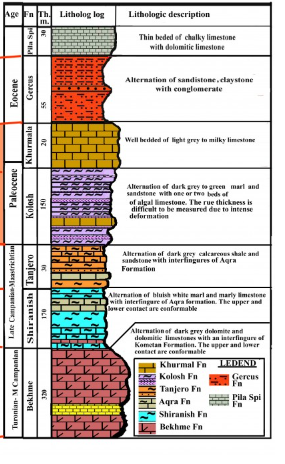 Age Fn Th. m. Litholog log Lithologic description
Eocene
Paleocene
Late Campanian-Maastrichtian
Turonian- M Campanian
Pila Spi
30
Thin beded of chalky limestone
with dolomitic limestone
Gercus
55
Alternation of sandistone, claystone
with conglomerate
Khurmala
20
Well bedded of light grey to milky limestone
Kolosh
150
Alternation of dark grey to green marl and
sandstone with one or two beds of
of algal limestone. The rue thickness is
difficult to be measured due to intense
deformation
Tanjero
30
Alternation of dark grey calcareous shale and
sandstone with interfingures of Aqra
Formation
Shiranish
170
Alternation of bluish white marl and marly limestone
with interfingure of Aqra formation. The upper and
lower contact are conformable
Bekhme
320
Alternation of dark grey dolomite and
dolomitic limestones with an interfingure of
Kometan Formation. The upper and lower
contact are conformable
LEGEND
Khurmal Fn
Kolosh Fn
Tanjero Fn
Aqra Fn
Shiranish Fn
Bekhme Fn
Gercus
Fn
Pila Spi
Fn